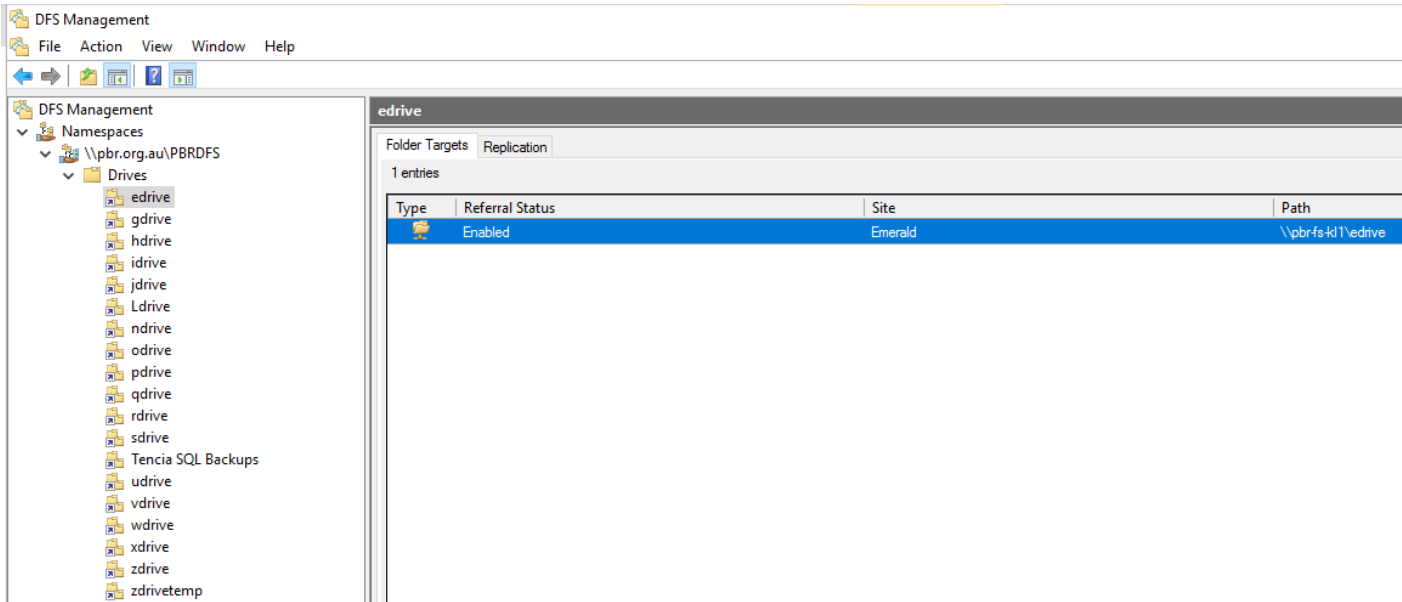 DFS Management
File Action View Window Help
DFS Management
Namespaces
\\pbr.org.au\PBRDFS
Drives
edrive
gdrive
hdrive
idrive
jdrive
Ldrive
ndrive
odrive
pdrive
qdrive
rdrive
sdrive
Tencia SQL Backups
udrive
vdrive
wdrive
xdrive
zdrive
zdrivetemp
edrive
Folder Targets Replication
1 entries
Type Referral Status Site Path
Enabled Emerald \\pbr-fs-kl1\edrive